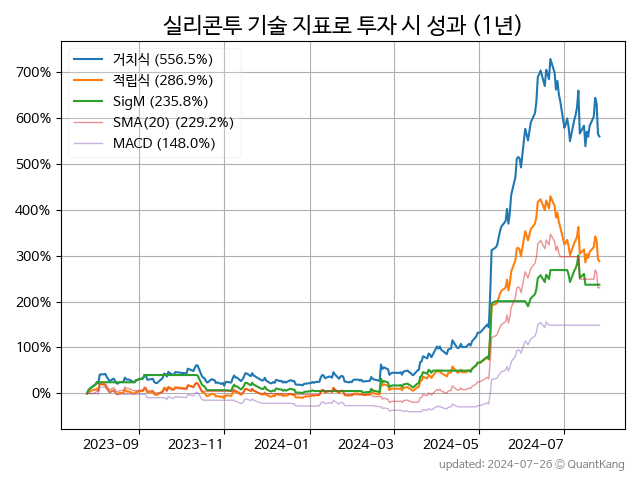 실리콘투 기술 지표로 투자 시 성과 (1년)
거치식 (556.5%)
적립식 (286.9%)
SigM (235.8%)
SMA(20) (229.2%)
MACD (148.0%)
700%
600%
500%
400%
300%
200%
100%
0%
2023-09 2023-11 2024-01 2024-03 2024-05 2024-07
updated: 2024-07-26 © QuantKang